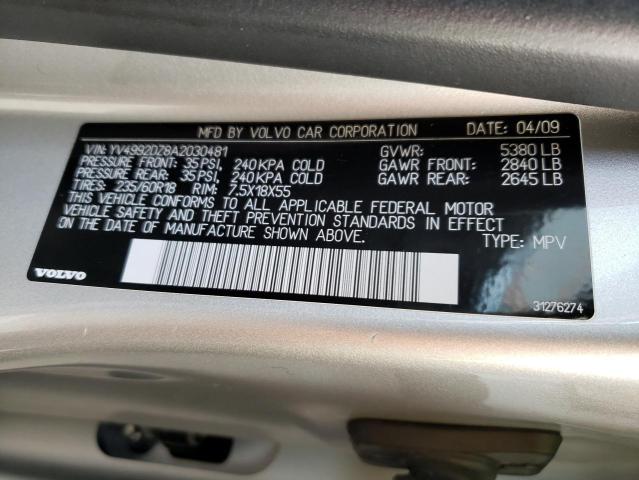 MFD BY VOLVO CAR CORPORATION DATE: 04/09
VIN: YV4992DZ8A2030481 GVWR: 5380 LB
PRESSURE FRONT: 35 PSI, 240 KPA COLD GAWR FRONT: 2840 LB
PRESSURE REAR: 35 PSI, 240 KPA COLD GAWR REAR: 2645 LB
TIRES: 235/60R18 RIM: 7.5X18X55
THIS VEHICLE CONFORMS TO ALL APPLICABLE FEDERAL MOTOR
VEHICLE SAFETY AND THEFT PREVENTION STANDARDS IN EFFECT
ON THE DATE OF MANUFACTURE SHOWN ABOVE.
TYPE: MPV
VOLVO
31276274